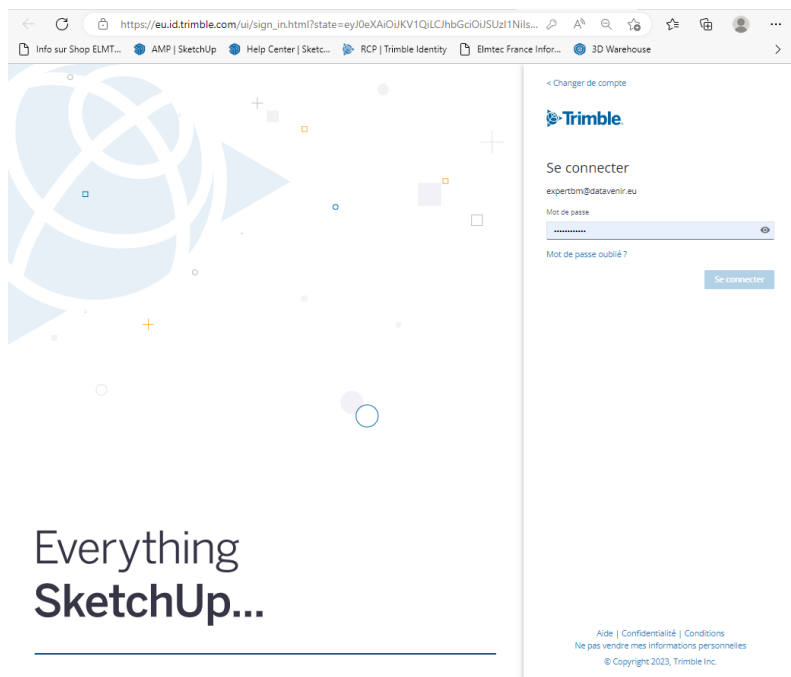 https://eu.id.trimble.com/ui/sign_in.html?state=eyJ0eXAiOiJKV1QiLCJhbGciOiJSUzI1NiIs...
Info sur Shop ELMT...
AMP | SketchUp
Help Center | Sketc...
RCP | Trimble Identity
Elmtec France Infor...
3D Warehouse
< Changer de compte
Trimble.
Se connecter
expertbm@datavenir.eu
Mot de passe
Mot de passe oublié ?
Se connecter
Everything
SketchUp...
Aide | Confidentialité | Conditions
Ne pas vendre mes informations personnelles
© Copyright 2023, Trimble Inc.